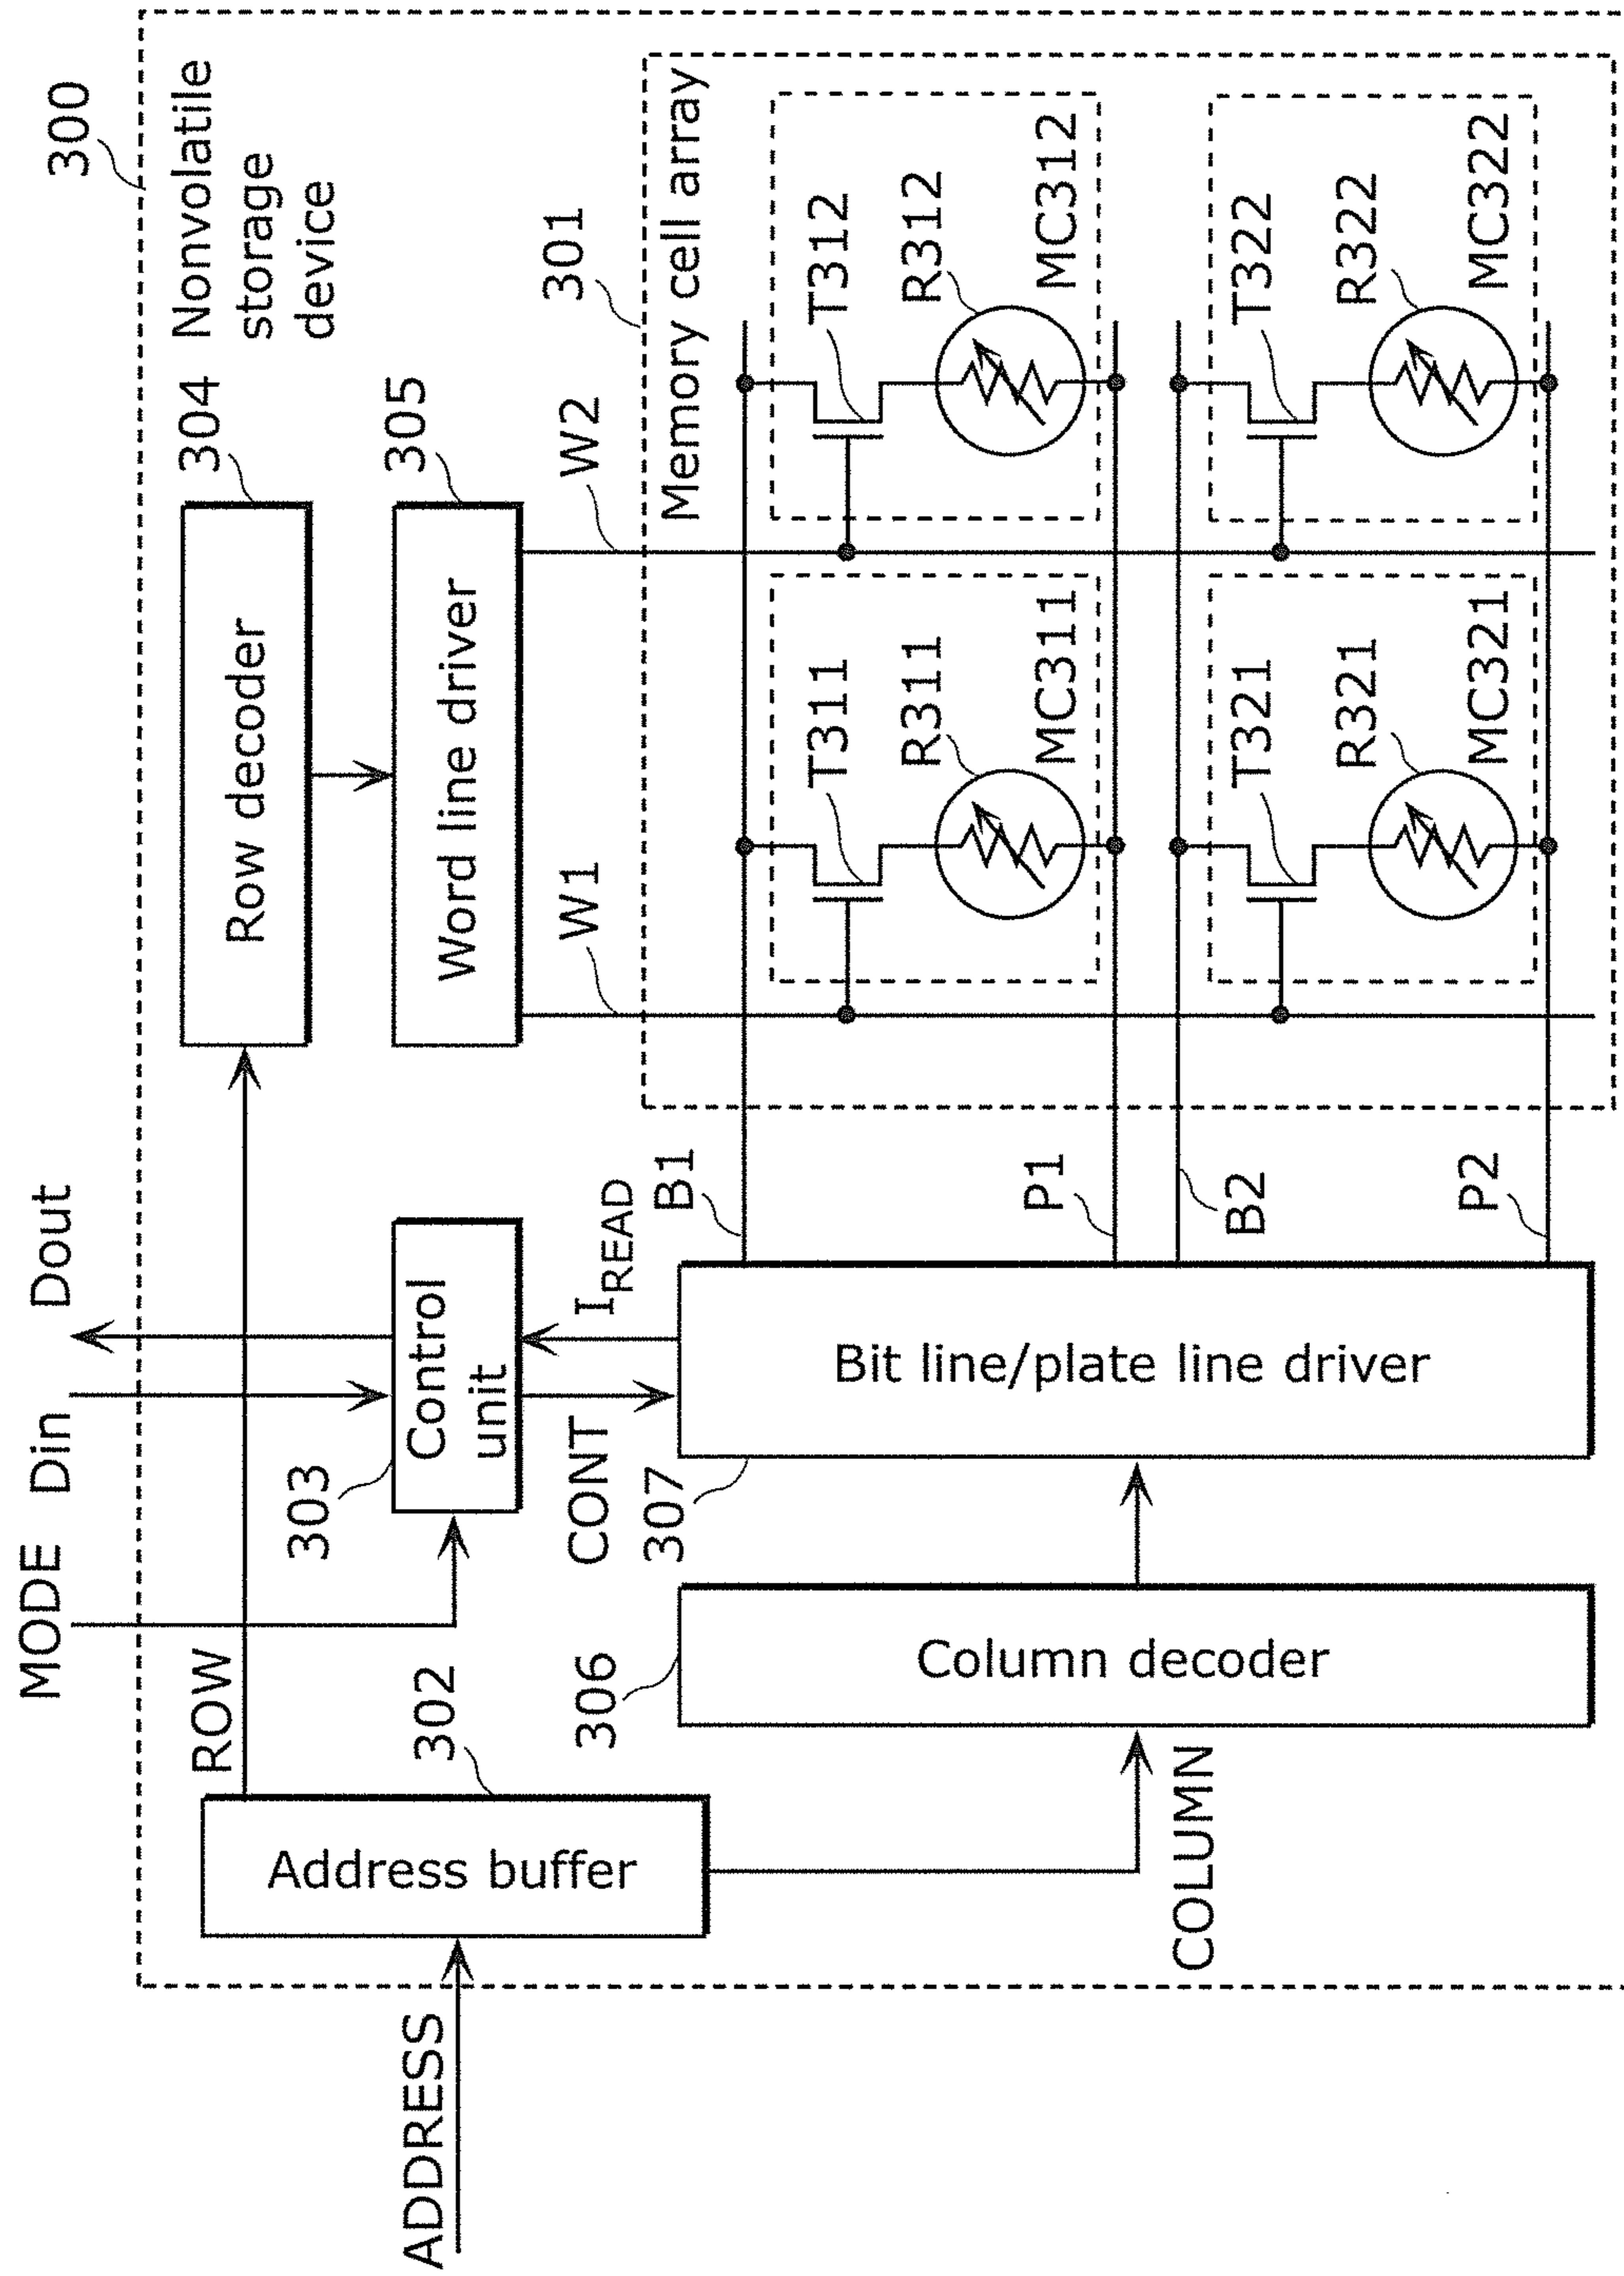 300
Nonvolatile
storage
device
304
Row decoder
305
Word line driver
W1
W2
301
Memory cell array
T311
R311
MC311
T312
R312
MC312
T321
R321
MC321
T322
R322
MC322
MODE
Din
Dout
ROW
303
Control
unit
CONT
I READ
302
Address buffer
ADDRESS
COLUMN
306
Column decoder
307
Bit line/plate line driver
B1
P1
B2
P2